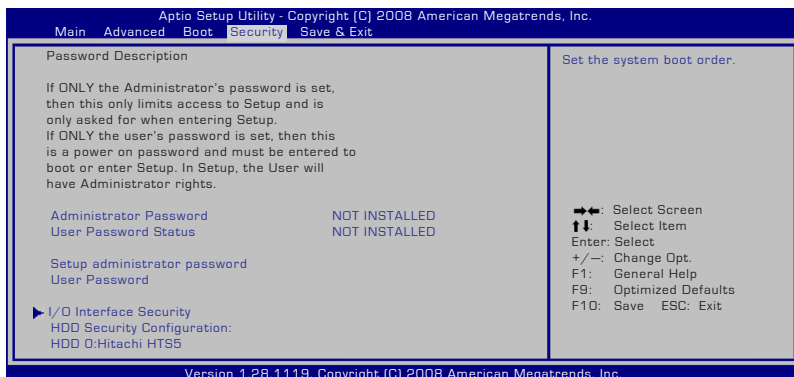 Aptio Setup Utility - Copyright (C) 2008 American Megatrends, Inc.
Main Advanced Boot Security Save & Exit
Password Description
If ONLY the Administrator's password is set,
then this only limits access to Setup and is
only asked for when entering Setup.
If ONLY the user's password is set, then this
is a power on password and must be entered to
boot or enter Setup. In Setup, the User will
have Administrator rights.
Administrator Password NOT INSTALLED
User Password Status NOT INSTALLED
Setup administrator password
User Password
I/O Interface Security
HDD Security Configuration:
HDD 0:Hitachi HTS5
Set the system boot order.
→←: Select Screen
↑↓: Select Item
Enter: Select
+/—: Change Opt.
F1: General Help
F9: Optimized Defaults
F10: Save ESC: Exit
Version 1.28.1119. Copyright (C) 2008 American Megatrends, Inc.